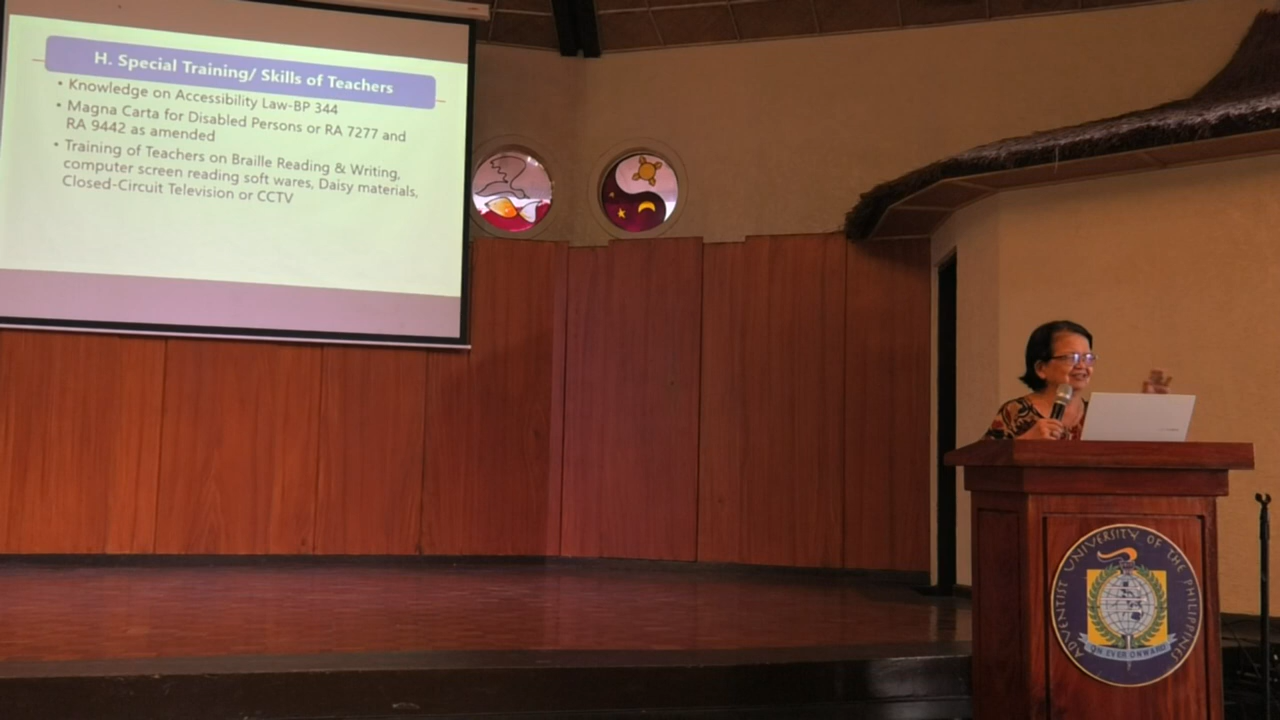 H. Special Training/ Skills of Teachers
• Knowledge on Accessibility Law-BP 344
• Magna Carta for Disabled Persons or RA 7277 and
RA 9442 as amended
• Training of Teachers on Braille Reading & Writing,
computer screen reading soft wares, Daisy materials,
Closed-Circuit Television or CCTV
ADVENTIST UNIVERSITY OF THE PHILIPPINES
ON EVER ONWARD